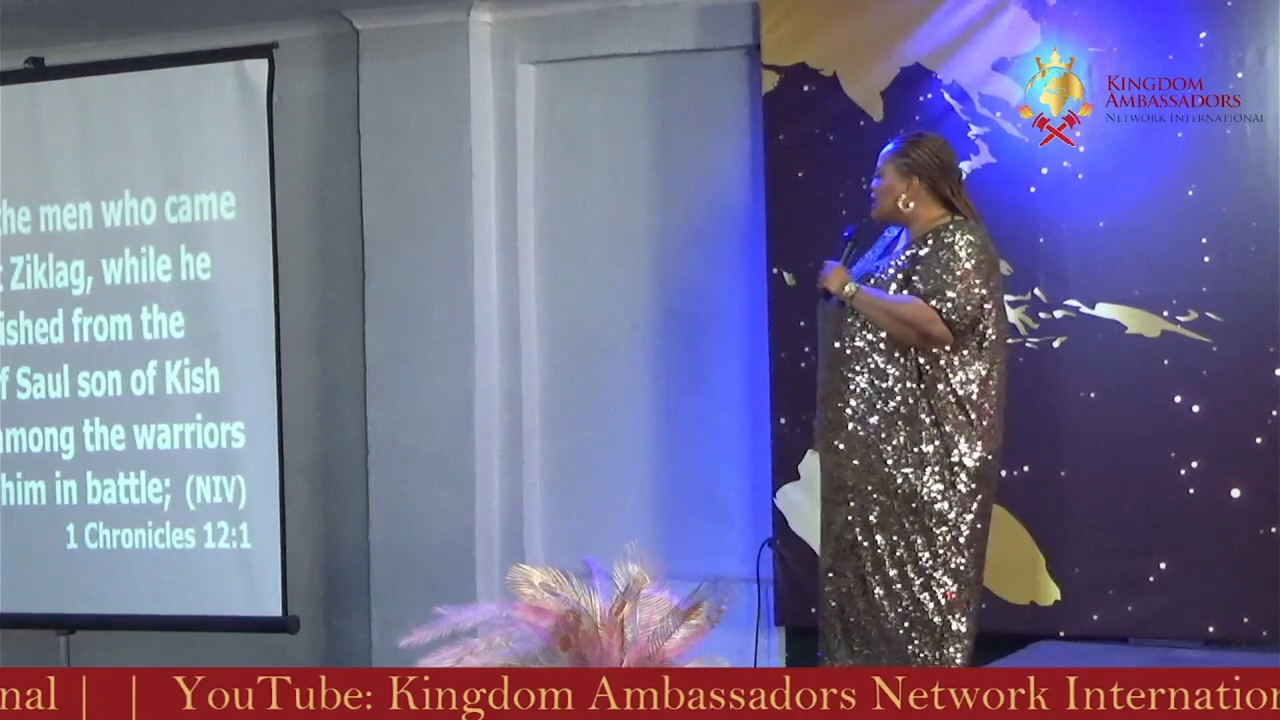 the men who came
Ziklag, while he
ished from the
f Saul son of Kish
among the warriors
him in battle; (NIV)
1 Chronicles 12:1
KINGDOM
AMBASSADORS
NETWORK INTERNATIONAL
nal | | YouTube: Kingdom Ambassadors Network Internation